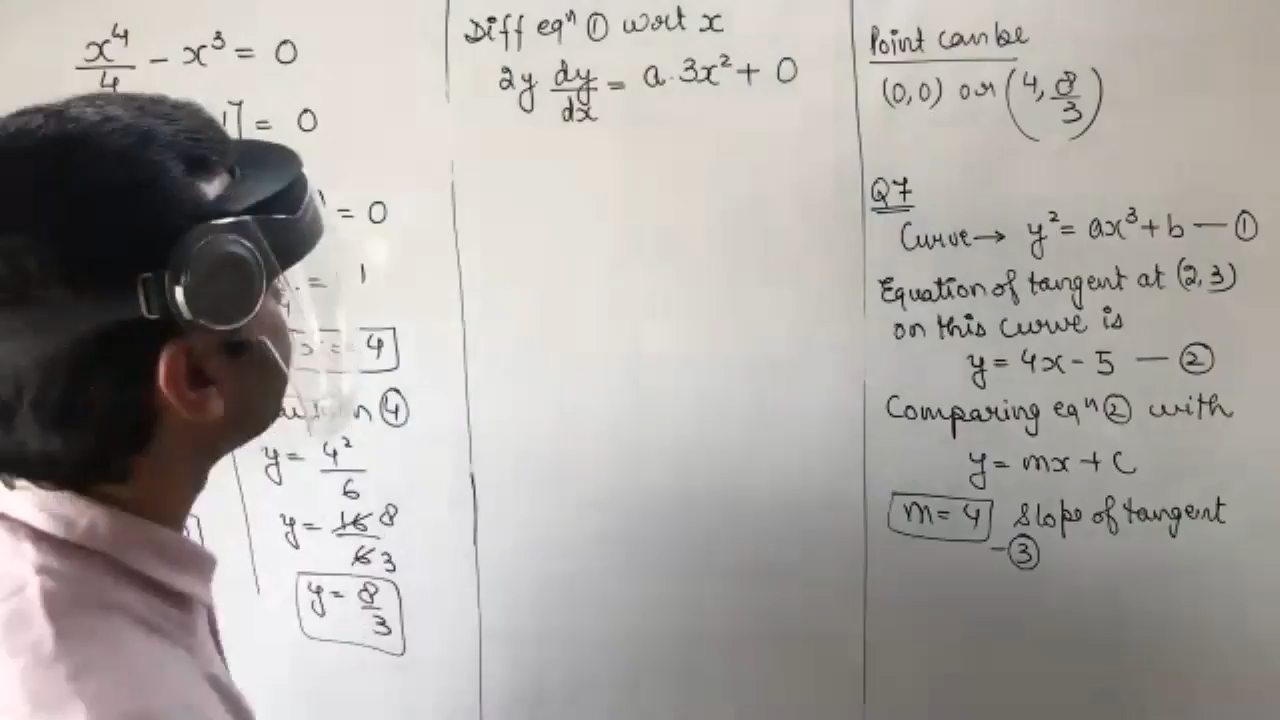 x⁴/4 - x³ = 0
= 0
= 0
= 1
= 4
n ④
y = 4²/6
y = 16/6 8/3
y = 8/3
Diff eqⁿ ① wrt x
2y dy/dx = a.3x² + 0
Point can be
(0,0) or (4, 8/3)
Q7
Curve → y² = ax³ + b — ①
Equation of tangent at (2,3)
on this curve is
y = 4x - 5 — ②
Comparing eqⁿ ② with
y = mx + c
m = 4 Slope of tangent
- ③